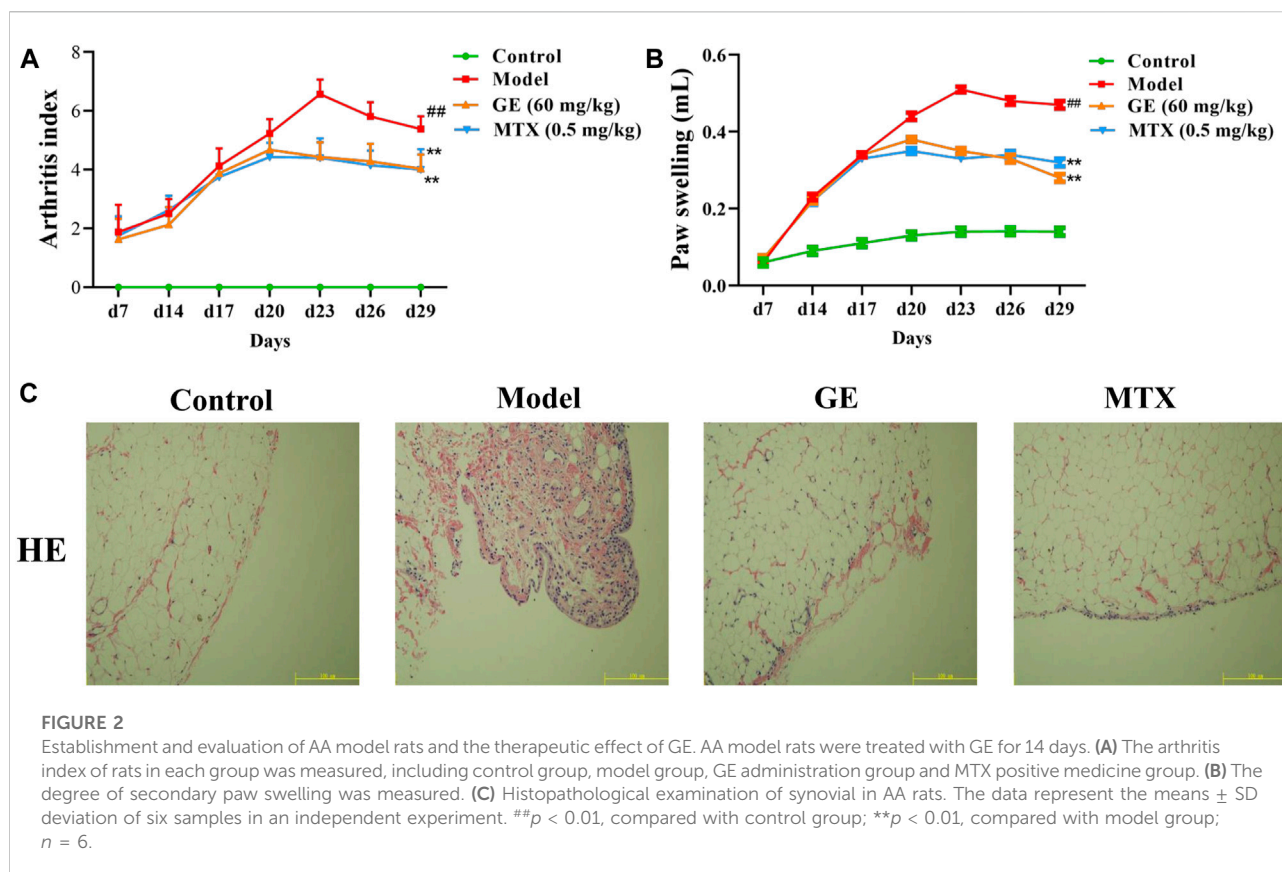 A
Arthritis index
8
6
4
2
0
d7 d14 d17 d20 d23 d26 d29
Days
Control
Model
GE (60 mg/kg)
MTX (0.5 mg/kg)
##
**
**
B
Paw swelling (mL)
0.6
0.4
0.2
0.0
d7 d14 d17 d20 d23 d26 d29
Days
Control
Model
GE (60 mg/kg)
MTX (0.5 mg/kg)
##
**
**
C
Control Model GE MTX
HE
FIGURE 2
Establishment and evaluation of AA model rats and the therapeutic effect of GE. AA model rats were treated with GE for 14 days. (A) The arthritis
index of rats in each group was measured, including control group, model group, GE administration group and MTX positive medicine group. (B) The
degree of secondary paw swelling was measured. (C) Histopathological examination of synovial in AA rats. The data represent the means ± SD
deviation of six samples in an independent experiment. ##p < 0.01, compared with control group; **p < 0.01, compared with model group;
n = 6.